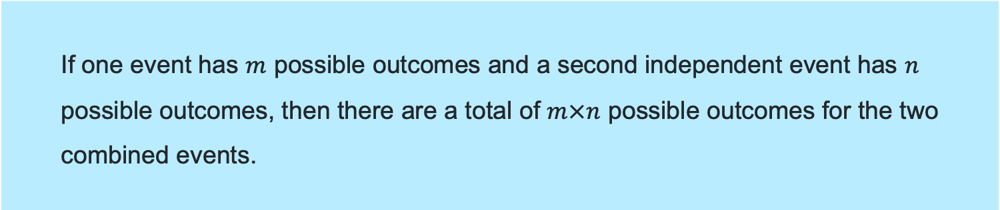 If one event has m possible outcomes and a second independent event has n
possible outcomes, then there are a total of m×n possible outcomes for the two
combined events.